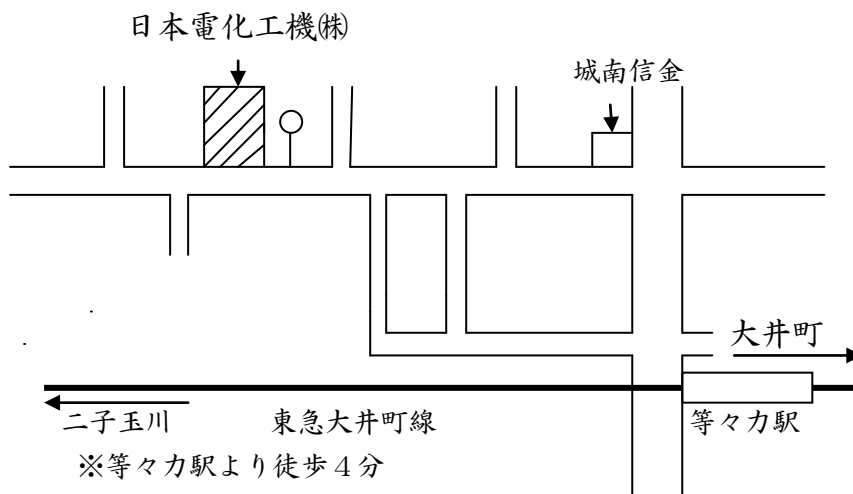 日本電化工機㈱
城南信金
大井町
二子玉川
東急大井町線
等々力駅
※等々力駅より徒歩４分